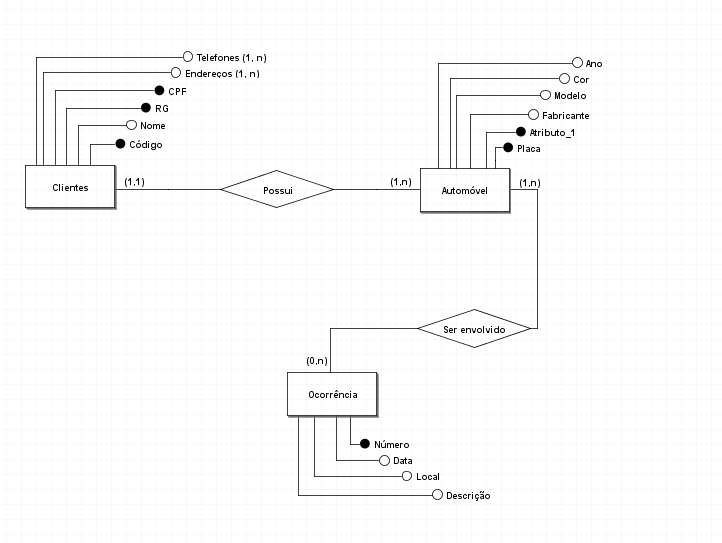 Telefones (1, n)
Endereços (1, n)
CPF
RG
Nome
Código
Clientes
(1,1)
Possui
(1,n)
Ano
Cor
Modelo
Fabricante
Atributo_1
Placa
Automóvel
(1,n)
Ser envolvido
(0,n)
Ocorrência
Número
Data
Local
Descrição